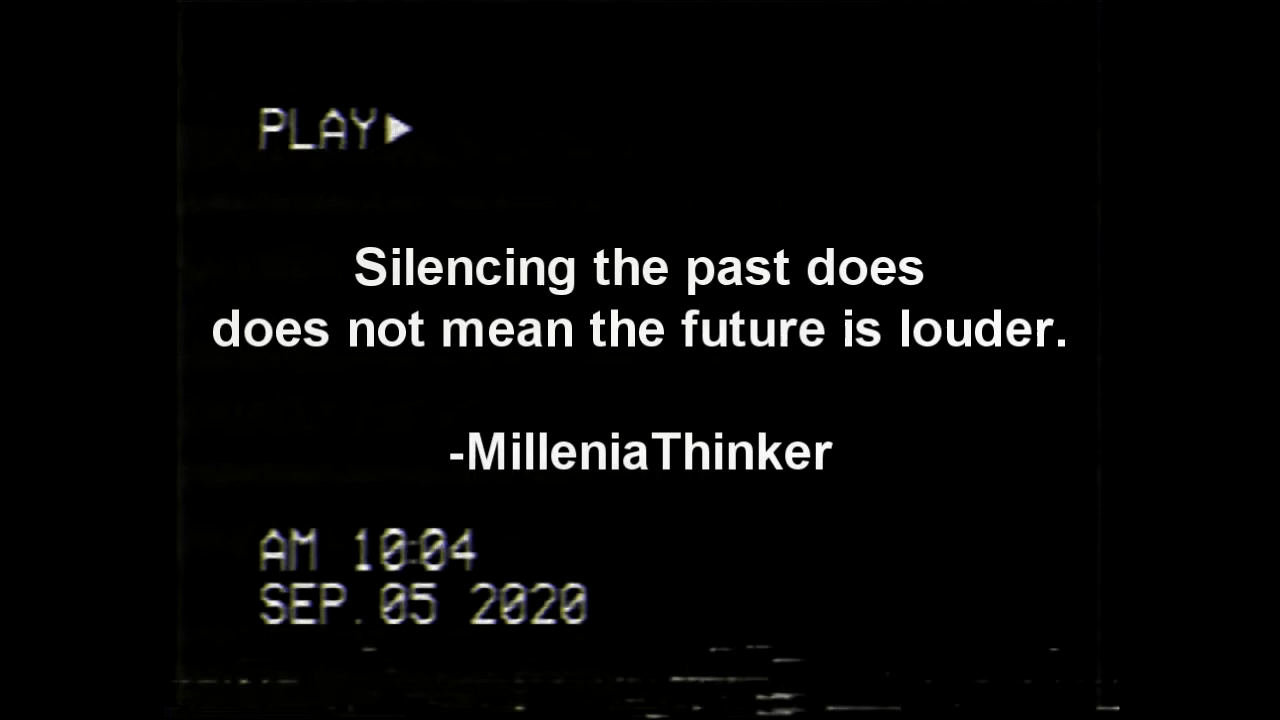 PLAY▶
Silencing the past does
does not mean the future is louder.
-MilleniaThinker
AM 10:04
SEP.05 2020